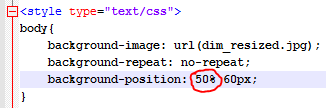 <style type="text/css">
body{
background-image: url(dim_resized.jpg);
background-repeat: no-repeat;
background-position: 50% 60px;
}